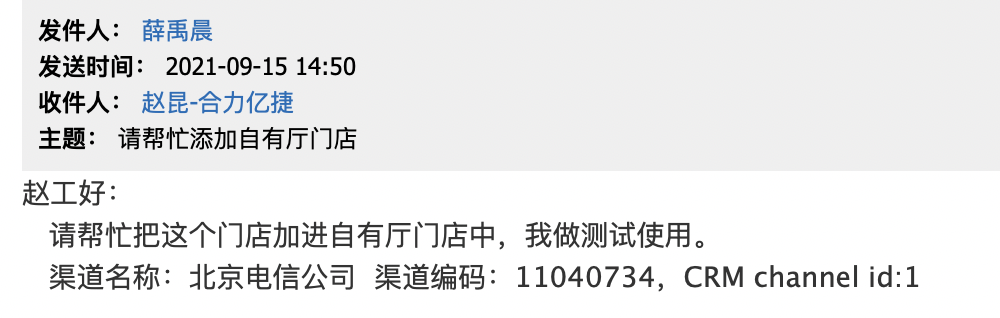 发件人： 薛禹晨
发送时间： 2021-09-15 14:50
收件人： 赵昆-合力亿捷
主题： 请帮忙添加自有厅门店
赵工好：
请帮忙把这个门店加进自有厅门店中，我做测试使用。
渠道名称：北京电信公司 渠道编码：11040734，CRM channel id:1